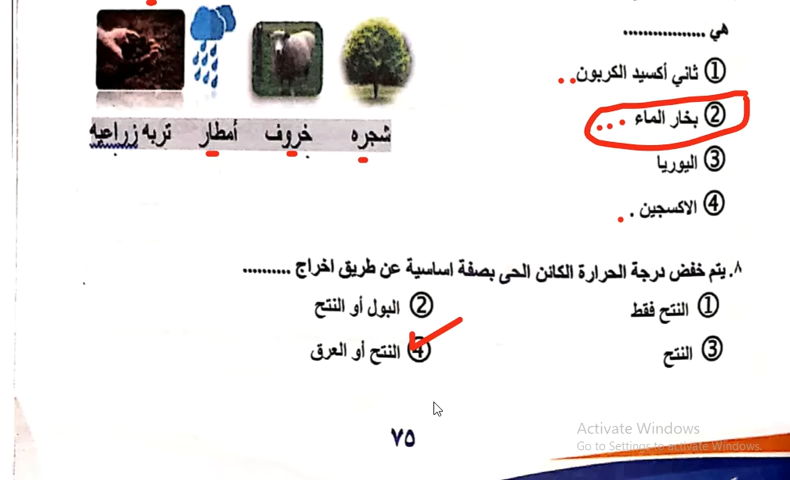 هي ................
① ثاني أكسيد الكربون
② بخار الماء
③ اليوريا
④ الاكسجين .
شجره خروف أمطار تربه زراعيه
٨. يتم خفض درجة الحرارة الكائن الحى بصفة اساسية عن طريق اخراج ..........
① النتح فقط ② البول أو النتح
③ النتح ④ النتح أو العرق
٧٥
Activate Windows
Go to Settings to activate Windows.